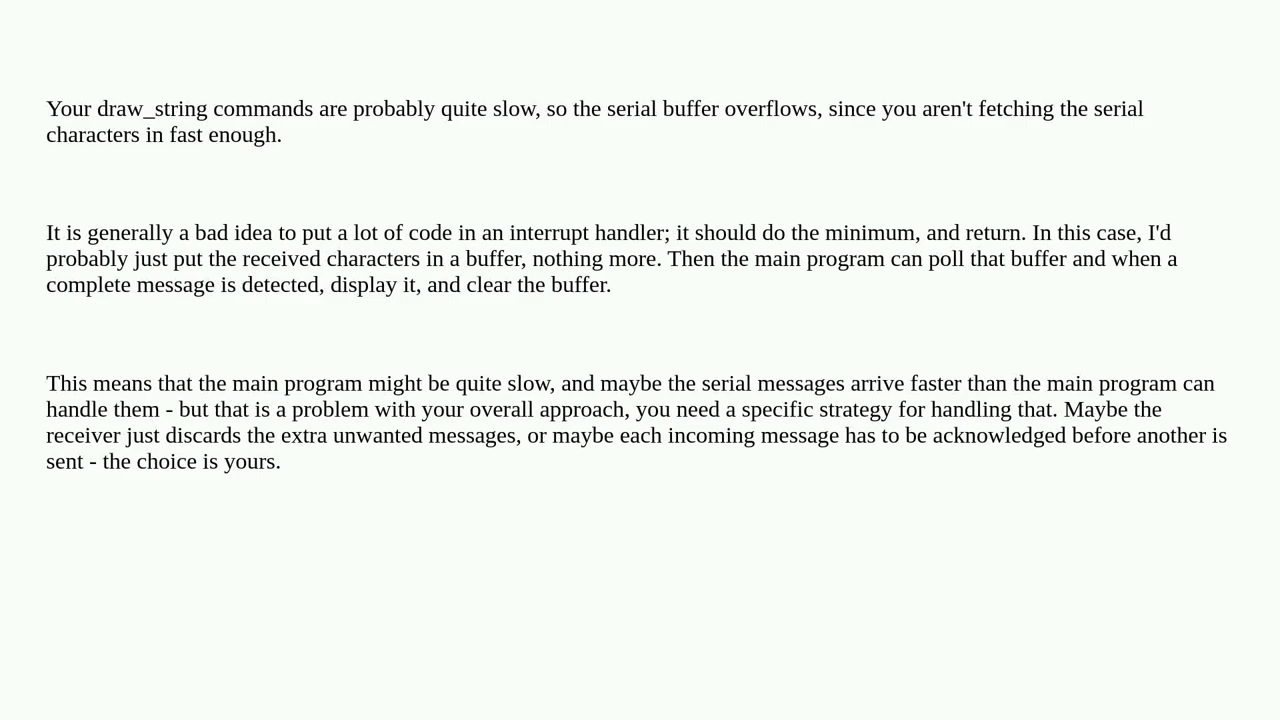 Your draw_string commands are probably quite slow, so the serial buffer overflows, since you aren't fetching the serial
characters in fast enough.
It is generally a bad idea to put a lot of code in an interrupt handler; it should do the minimum, and return. In this case, I'd
probably just put the received characters in a buffer, nothing more. Then the main program can poll that buffer and when a
complete message is detected, display it, and clear the buffer.
This means that the main program might be quite slow, and maybe the serial messages arrive faster than the main program can
handle them - but that is a problem with your overall approach, you need a specific strategy for handling that. Maybe the
receiver just discards the extra unwanted messages, or maybe each incoming message has to be acknowledged before another is
sent - the choice is yours.